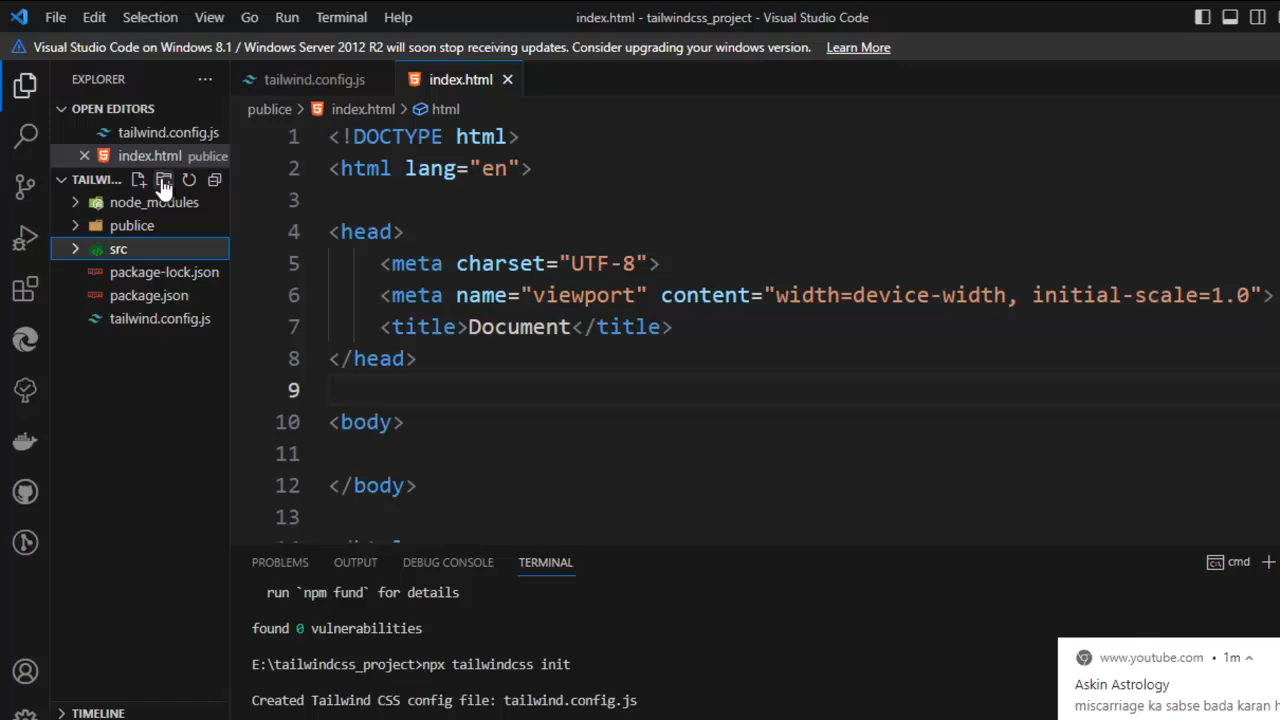 File Edit Selection View Go Run Terminal Help index.html - tailwindcss_project - Visual Studio Code
Visual Studio Code on Windows 8.1 / Windows Server 2012 R2 will soon stop receiving updates. Consider upgrading your windows version. Learn More
EXPLORER ...
OPEN EDITORS
tailwind.config.js
index.html publice
TAILWI...
node_modules
publice
src
package-lock.json
package.json
tailwind.config.js
TIMELINE
tailwind.config.js index.html
publice > index.html > html
1 <!DOCTYPE html>
2 <html lang="en">
3
4 <head>
5 <meta charset="UTF-8">
6 <meta name="viewport" content="width=device-width, initial-scale=1.0">
7 <title>Document</title>
8 </head>
9
10 <body>
11
12 </body>
13
PROBLEMS OUTPUT DEBUG CONSOLE TERMINAL cmd
run `npm fund` for details
found 0 vulnerabilities
E:\tailwindcss_project>npx tailwindcss init
Created Tailwind CSS config file: tailwind.config.js
www.youtube.com • 1m
Askin Astrology
miscarriage ka sabse bada karan